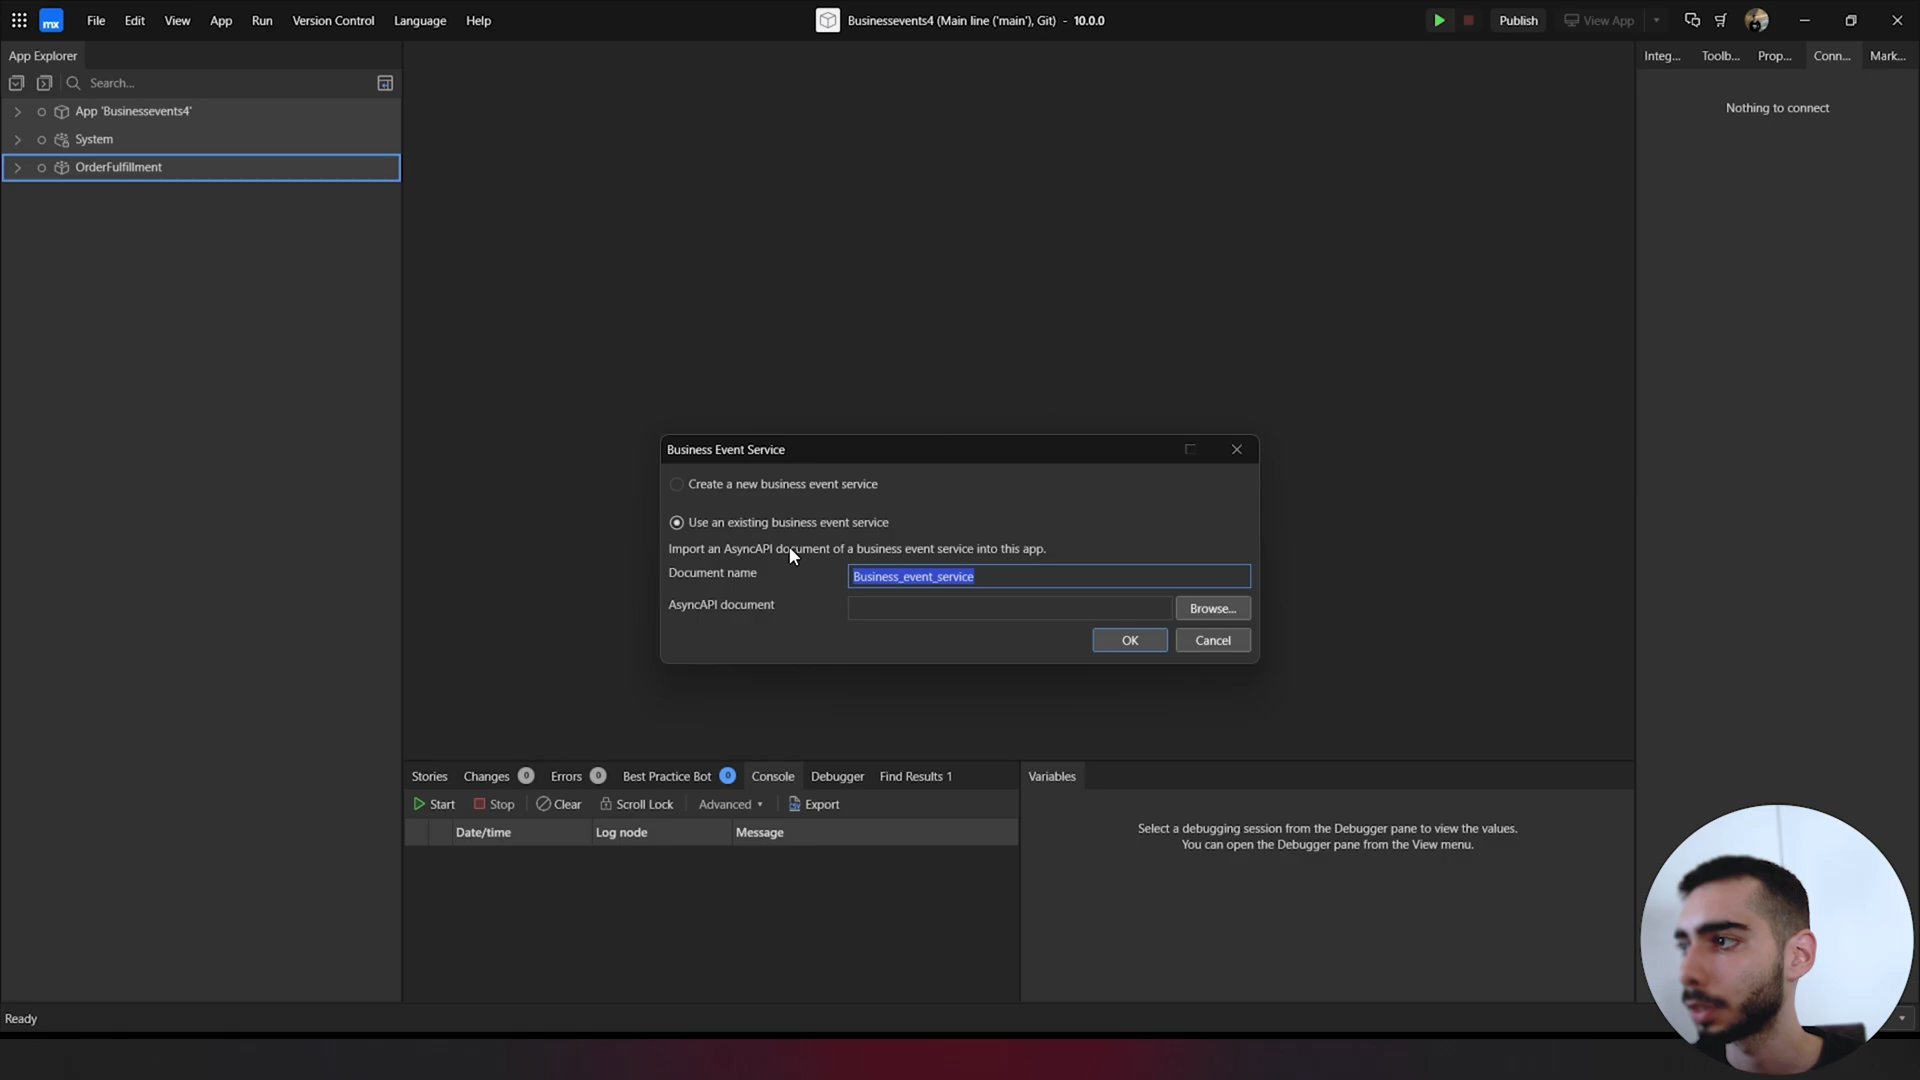 mx File Edit View App Run Version Control Language Help
Businessevents4 (Main line ('main'), Git) - 10.0.0
Publish View App
App Explorer
Integ... Toolb... Prop... Conn... Mark...
Search...
Nothing to connect
App 'Businessevents4'
System
OrderFulfillment
Business Event Service
Create a new business event service
Use an existing business event service
Import an AsyncAPI document of a business event service into this app.
Document name
Business_event_service
AsyncAPI document
Browse...
OK Cancel
Stories Changes 0 Errors 0 Best Practice Bot 0 Console Debugger Find Results 1
Variables
Start Stop Clear Scroll Lock Advanced Export
Date/time Log node Message
Select a debugging session from the Debugger pane to view the values.
You can open the Debugger pane from the View menu.
Ready